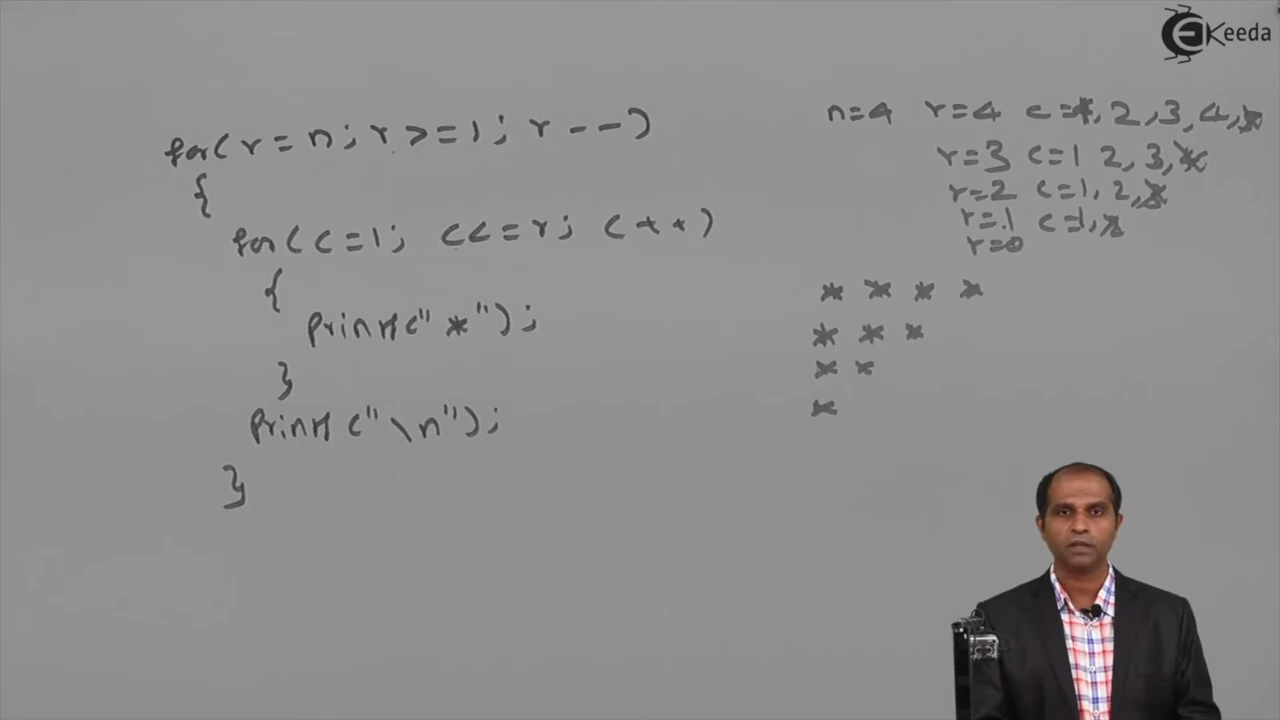 Keeda
for(r=n;r>=1;r--)
{
for(c=1; c<=r; c++)
{
printf("*");
}
printf("\n");
}
n=4 r=4 c=1,2,3,4,5
r=3 c=1 2,3,4
r=2 c=1,2,3
r=1 c=1,2
r=0
* * * *
* * *
* *
*